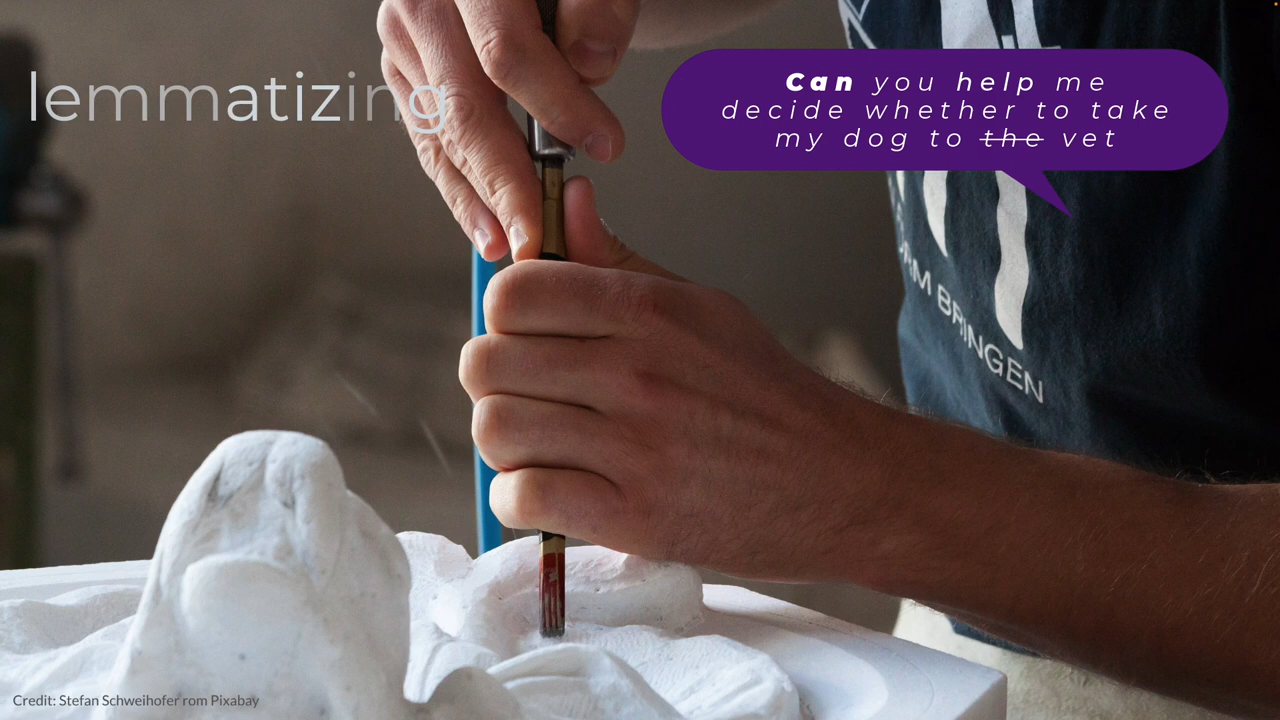 lemmatizing
Can you help me
decide whether to take
my dog to the vet
AM BRINGEN
Credit: Stefan Schweihofer rom Pixabay